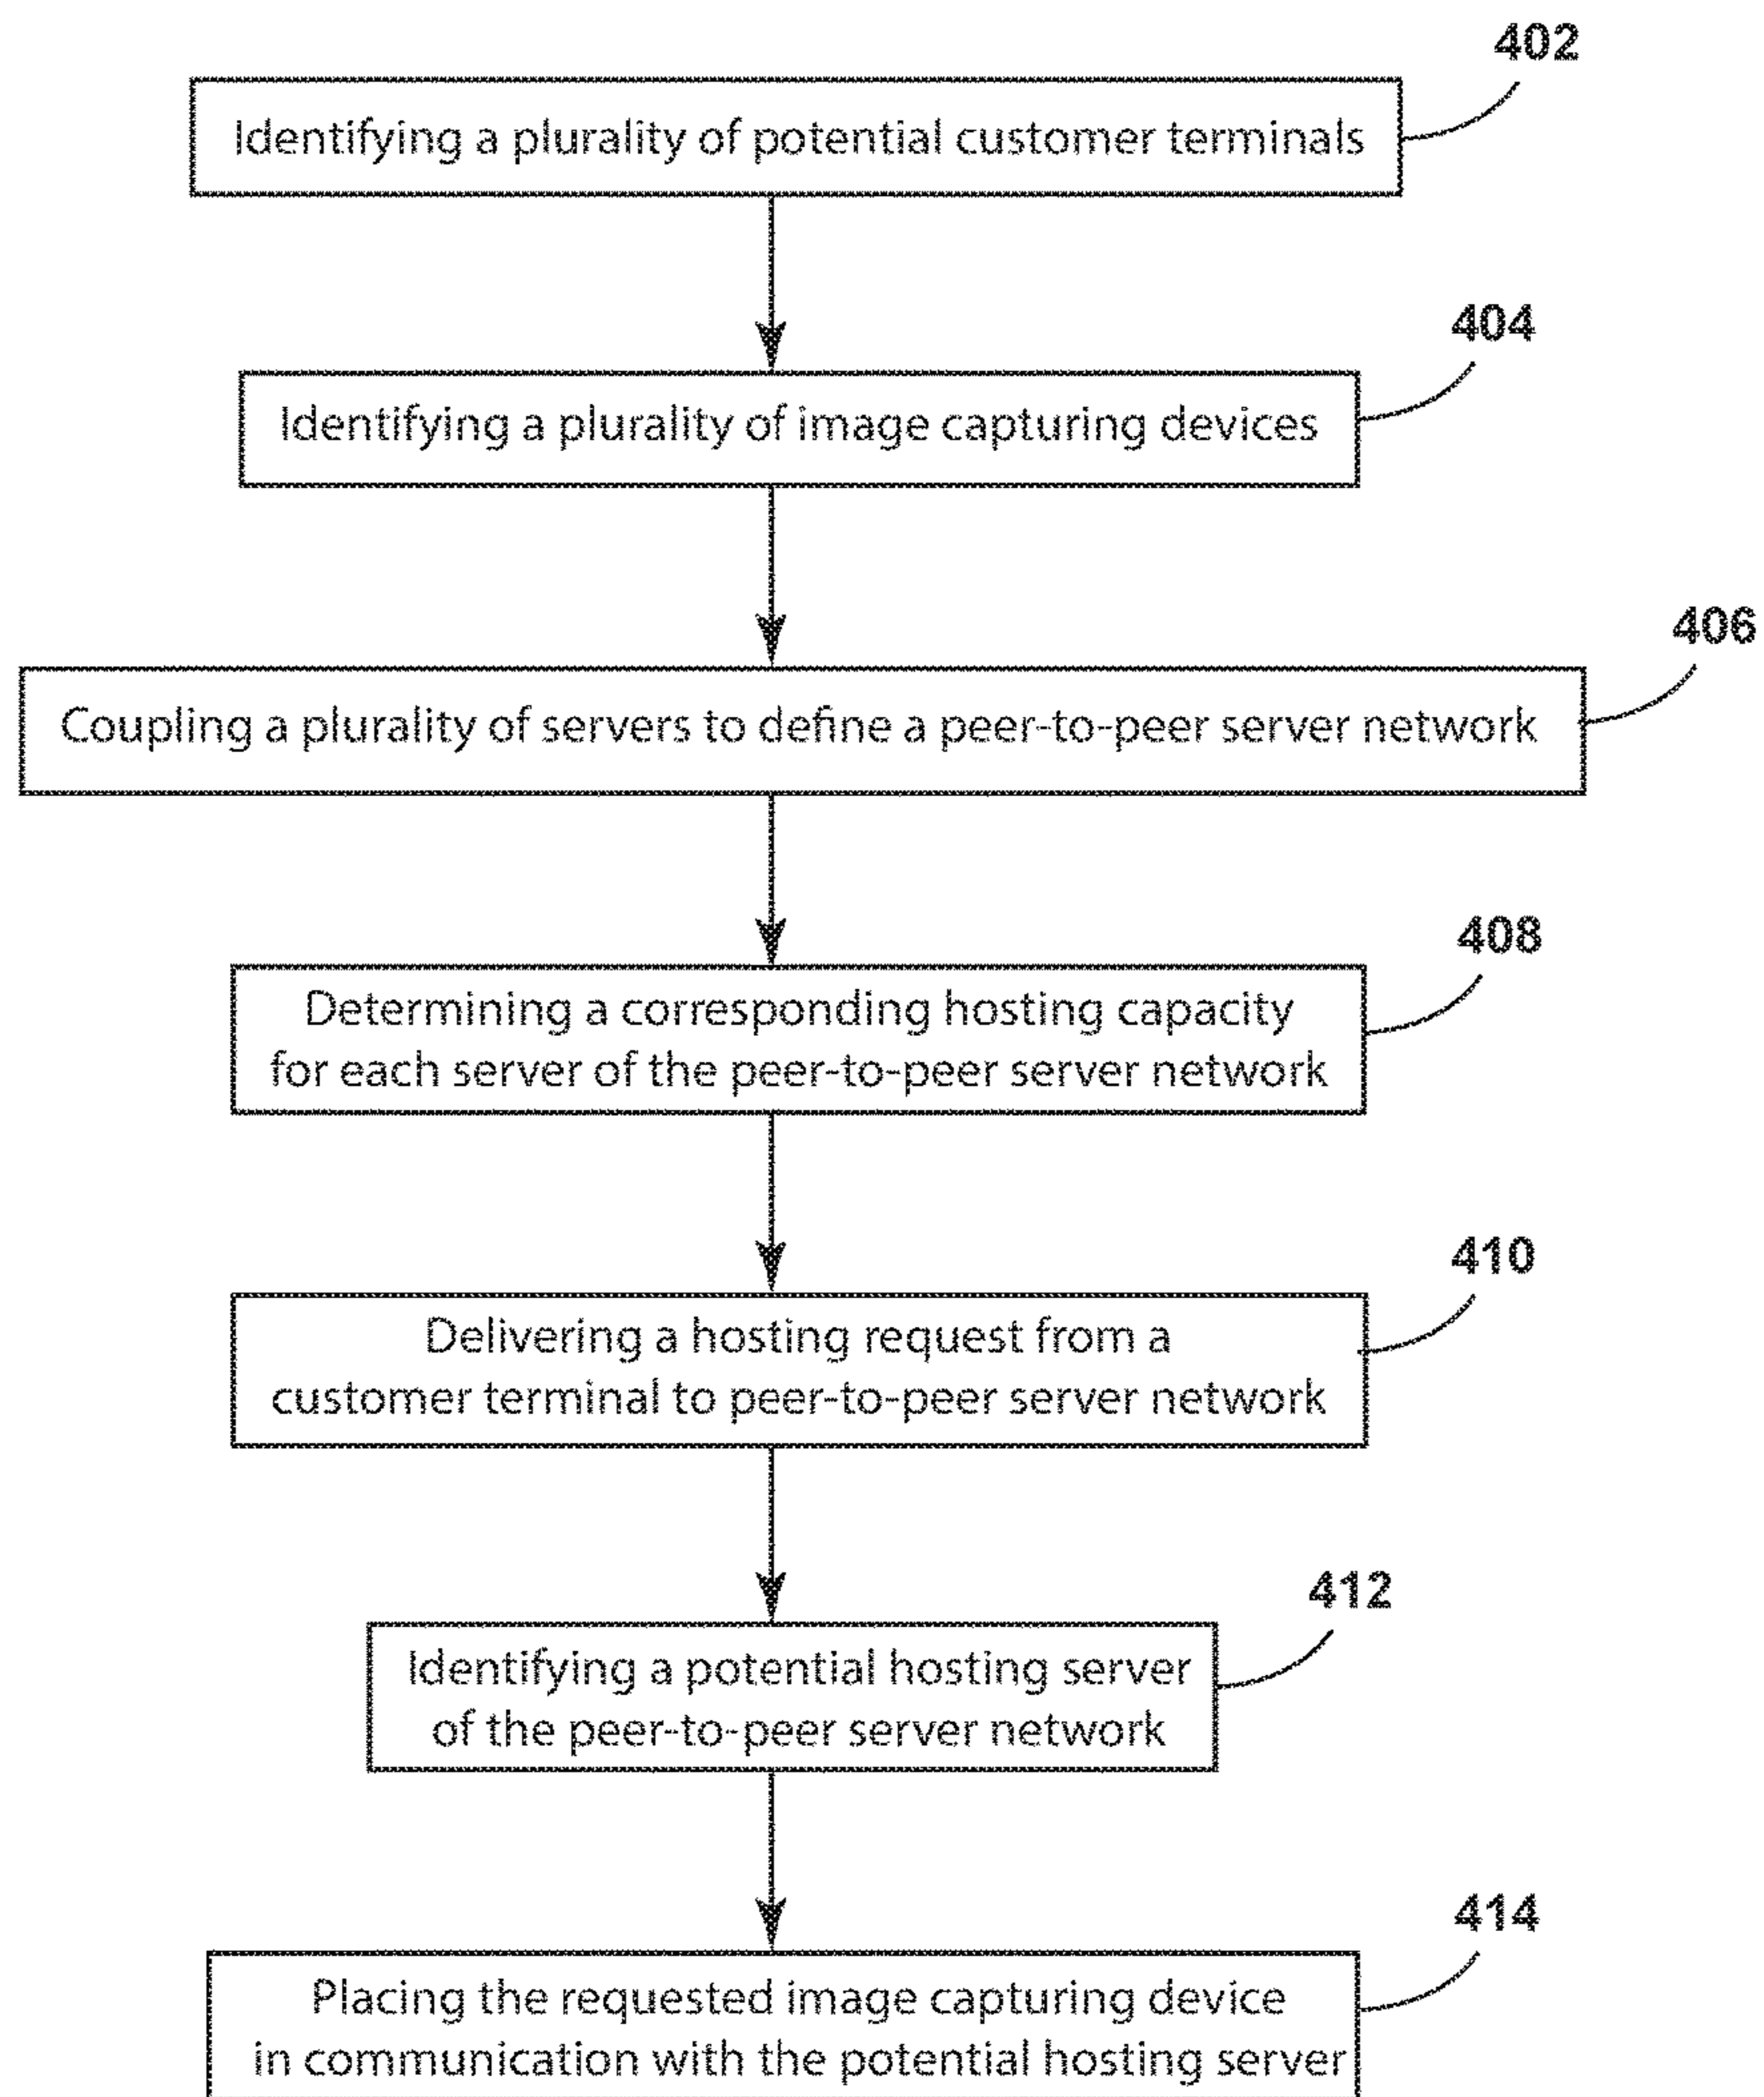 402
Identifying a plurality of potential customer terminals
404
Identifying a plurality of image capturing devices
406
Coupling a plurality of servers to define a peer-to-peer server network
408
Determining a corresponding hosting capacity
for each server of the peer-to-peer server network
410
Delivering a hosting request from a
customer terminal to peer-to-peer server network
412
Identifying a potential hosting server
of the peer-to-peer server network
414
Placing the requested image capturing device
in communication with the potential hosting server